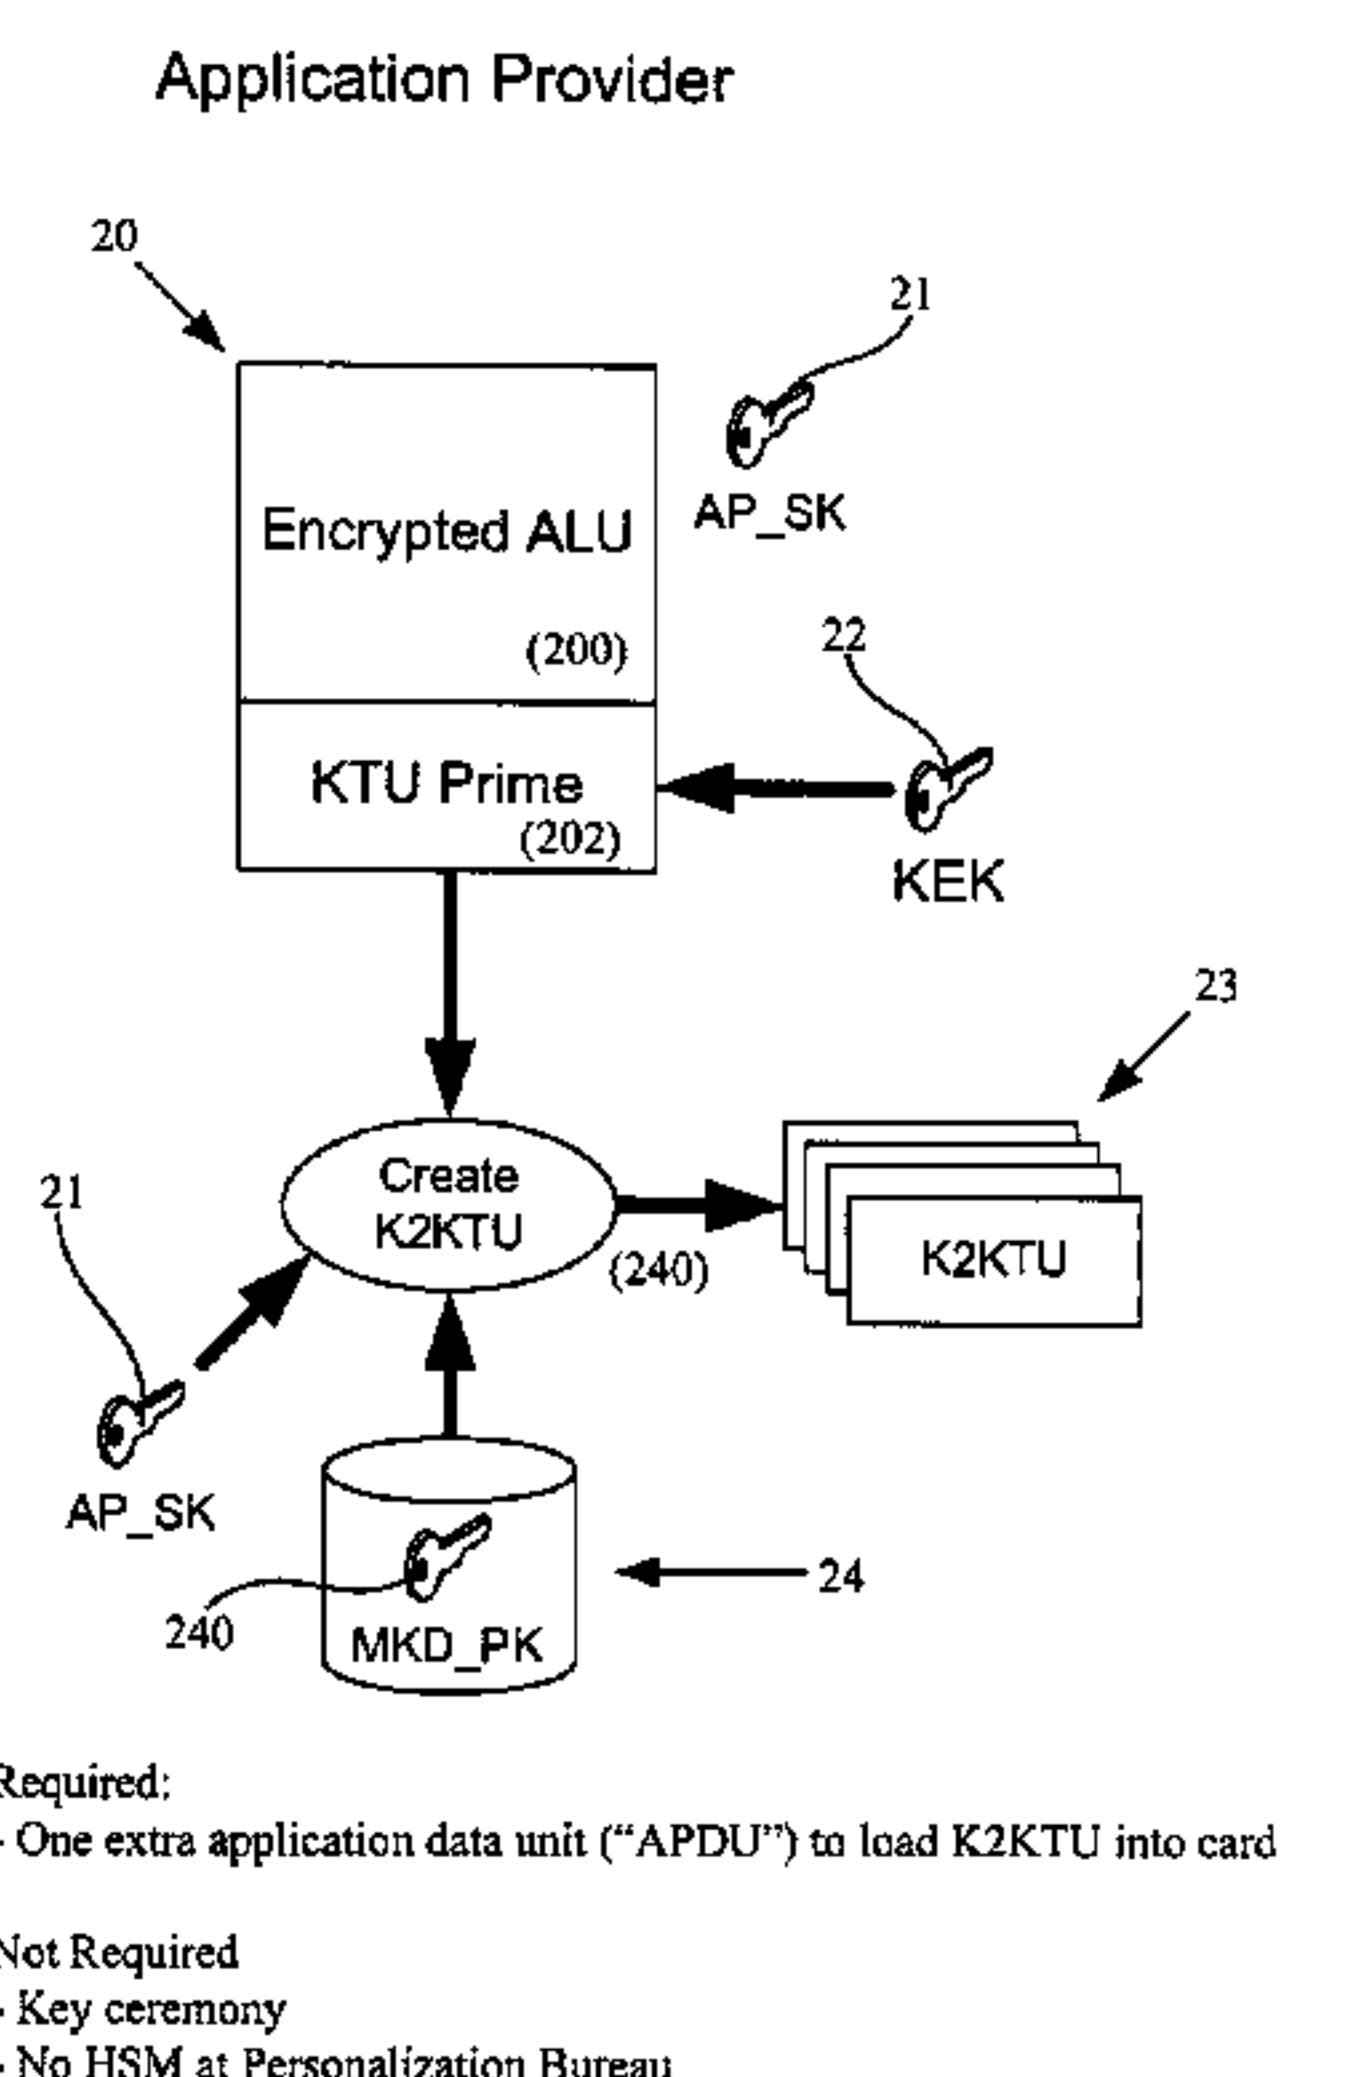 Application Provider
20
21
Encrypted ALU
AP_SK
(200)
22
KTU Prime
(202)
KEK
23
Create
K2KTU
21
(240)
K2KTU
AP_SK
240
MKD_PK
24
Required:
- One extra application data unit (“APDU”) to load K2KTU into card
Not Required
- Key ceremony
- No HSM at Personalization Bureau